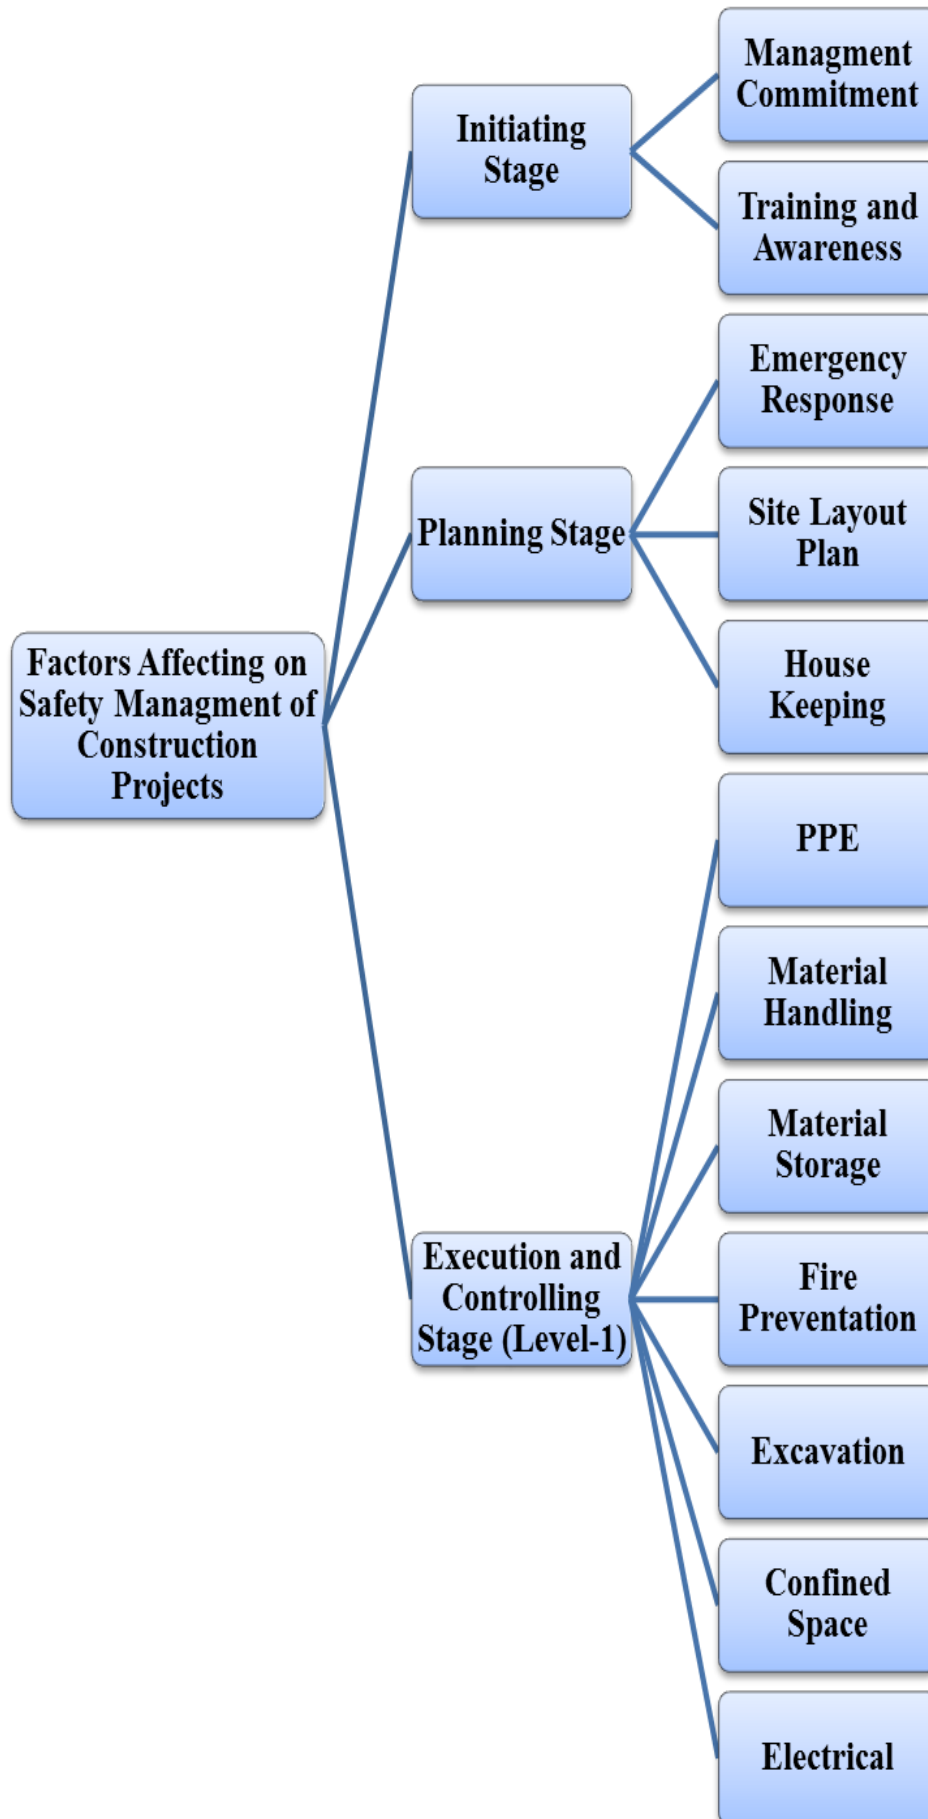 Factors Affecting on
Safety Managment of
Construction
Projects
Initiating
Stage
Managment
Commitment
Training and
Awareness
Planning Stage
Emergency
Response
Site Layout
Plan
House
Keeping
Execution and
Controlling
Stage (Level-1)
PPE
Material
Handling
Material
Storage
Fire
Preventation
Excavation
Confined
Space
Electrical